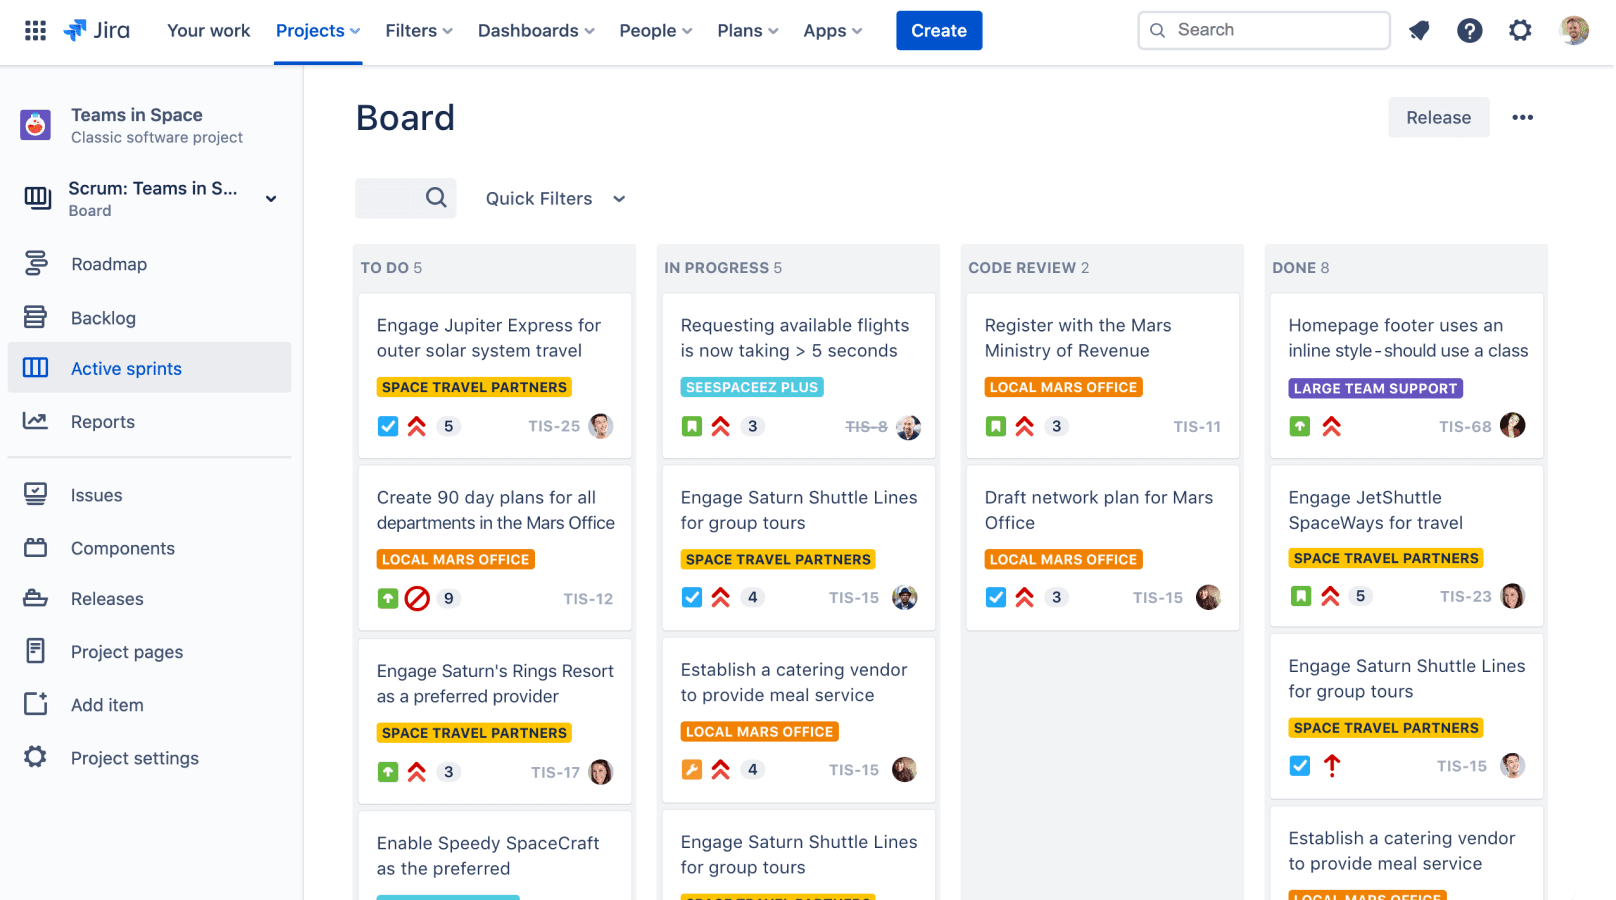 Jira
Your work
Projects
Filters
Dashboards
People
Plans
Apps
Create
Search
Teams in Space
Classic software project
Scrum: Teams in S...
Board
Roadmap
Backlog
Active sprints
Reports
Issues
Components
Releases
Project pages
Add item
Project settings
Board
Release
Quick Filters
TO DO 5
Engage Jupiter Express for
outer solar system travel
SPACE TRAVEL PARTNERS
5
TIS-25
Create 90 day plans for all
departments in the Mars Office
LOCAL MARS OFFICE
9
TIS-12
Engage Saturn's Rings Resort
as a preferred provider
SPACE TRAVEL PARTNERS
3
TIS-17
Enable Speedy SpaceCraft
as the preferred
IN PROGRESS 5
Requesting available flights
is now taking > 5 seconds
SEESPACEEZ PLUS
3
TIS-8
Engage Saturn Shuttle Lines
for group tours
SPACE TRAVEL PARTNERS
4
TIS-15
Establish a catering vendor
to provide meal service
LOCAL MARS OFFICE
4
TIS-15
Engage Saturn Shuttle Lines
for group tours
SPACE TRAVEL PARTNERS
CODE REVIEW 2
Register with the Mars
Ministry of Revenue
LOCAL MARS OFFICE
3
TIS-11
Draft network plan for Mars
Office
LOCAL MARS OFFICE
3
TIS-15
DONE 8
Homepage footer uses an
inline style-should use a class
LARGE TEAM SUPPORT
TIS-68
Engage JetShuttle
SpaceWays for travel
SPACE TRAVEL PARTNERS
5
TIS-23
Engage Saturn Shuttle Lines
for group tours
SPACE TRAVEL PARTNERS
TIS-15
Establish a catering vendor
to provide meal service
LOCAL MARS OFFICE